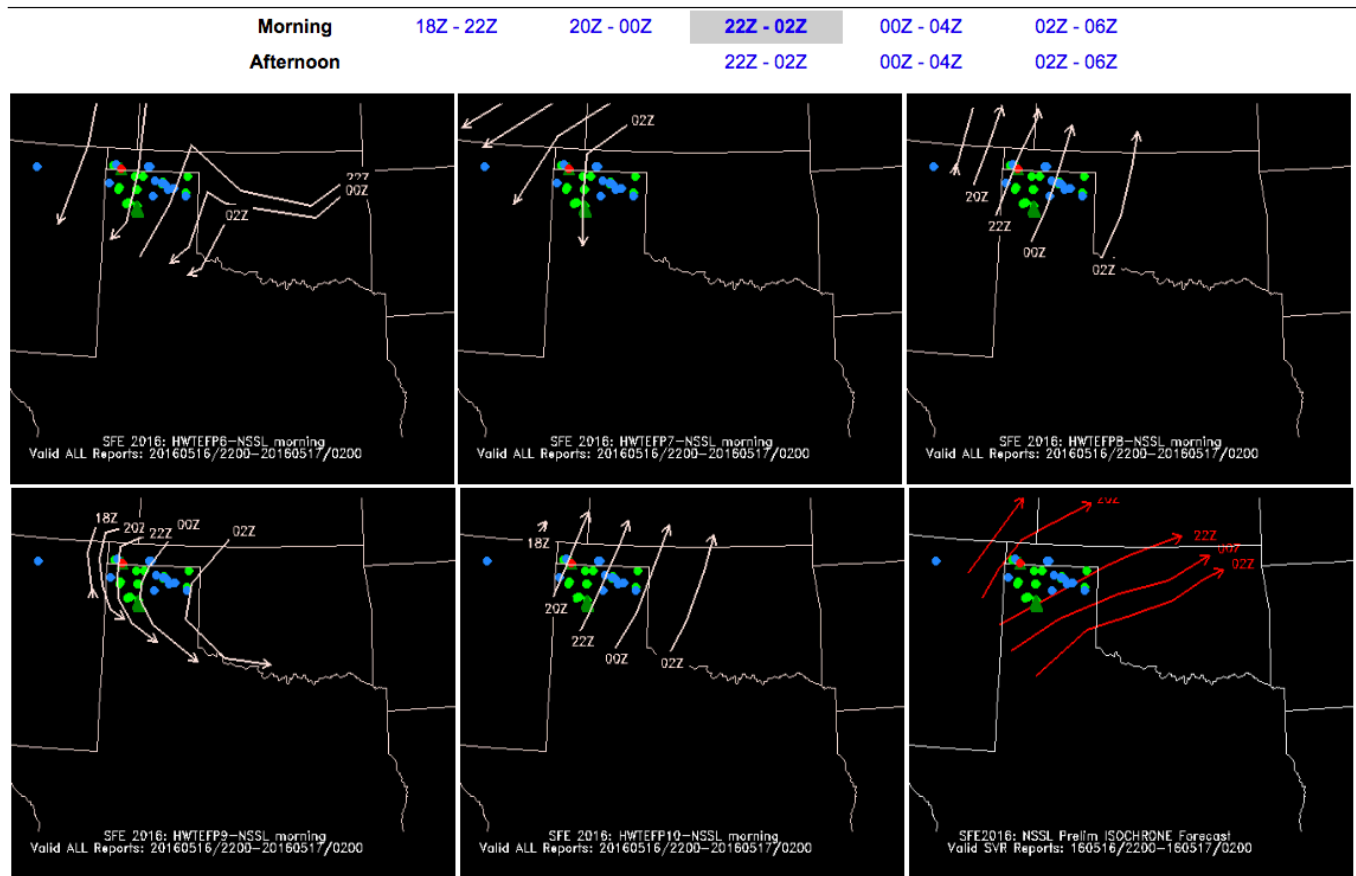 Morning 18Z - 22Z 20Z - 00Z 22Z - 02Z 00Z - 04Z 02Z - 06Z
Afternoon 22Z - 02Z 00Z - 04Z 02Z - 06Z
22Z
00Z
02Z
SFE 2016: HWTEFP6-NSSL morning
Valid ALL Reports: 20160516/2200-20160517/0200
02Z
SFE 2016: HWTEFP7-NSSL morning
Valid ALL Reports: 20160516/2200-20160517/0200
20Z
22Z
00Z
02Z
SFE 2016: HWTEFP8-NSSL morning
Valid ALL Reports: 20160516/2200-20160517/0200
18Z
20Z
22Z
00Z
02Z
SFE 2016: HWTEFP9-NSSL morning
Valid ALL Reports: 20160516/2200-20160517/0200
18Z
20Z
22Z
00Z
02Z
SFE 2016: HWTEFP10-NSSL morning
Valid ALL Reports: 20160516/2200-20160517/0200
20Z
22Z
00Z
02Z
SFE2016: NSSL Prelim ISOCHRONE Forecast
Valid SVR Reports: 160516/2200-160517/0200